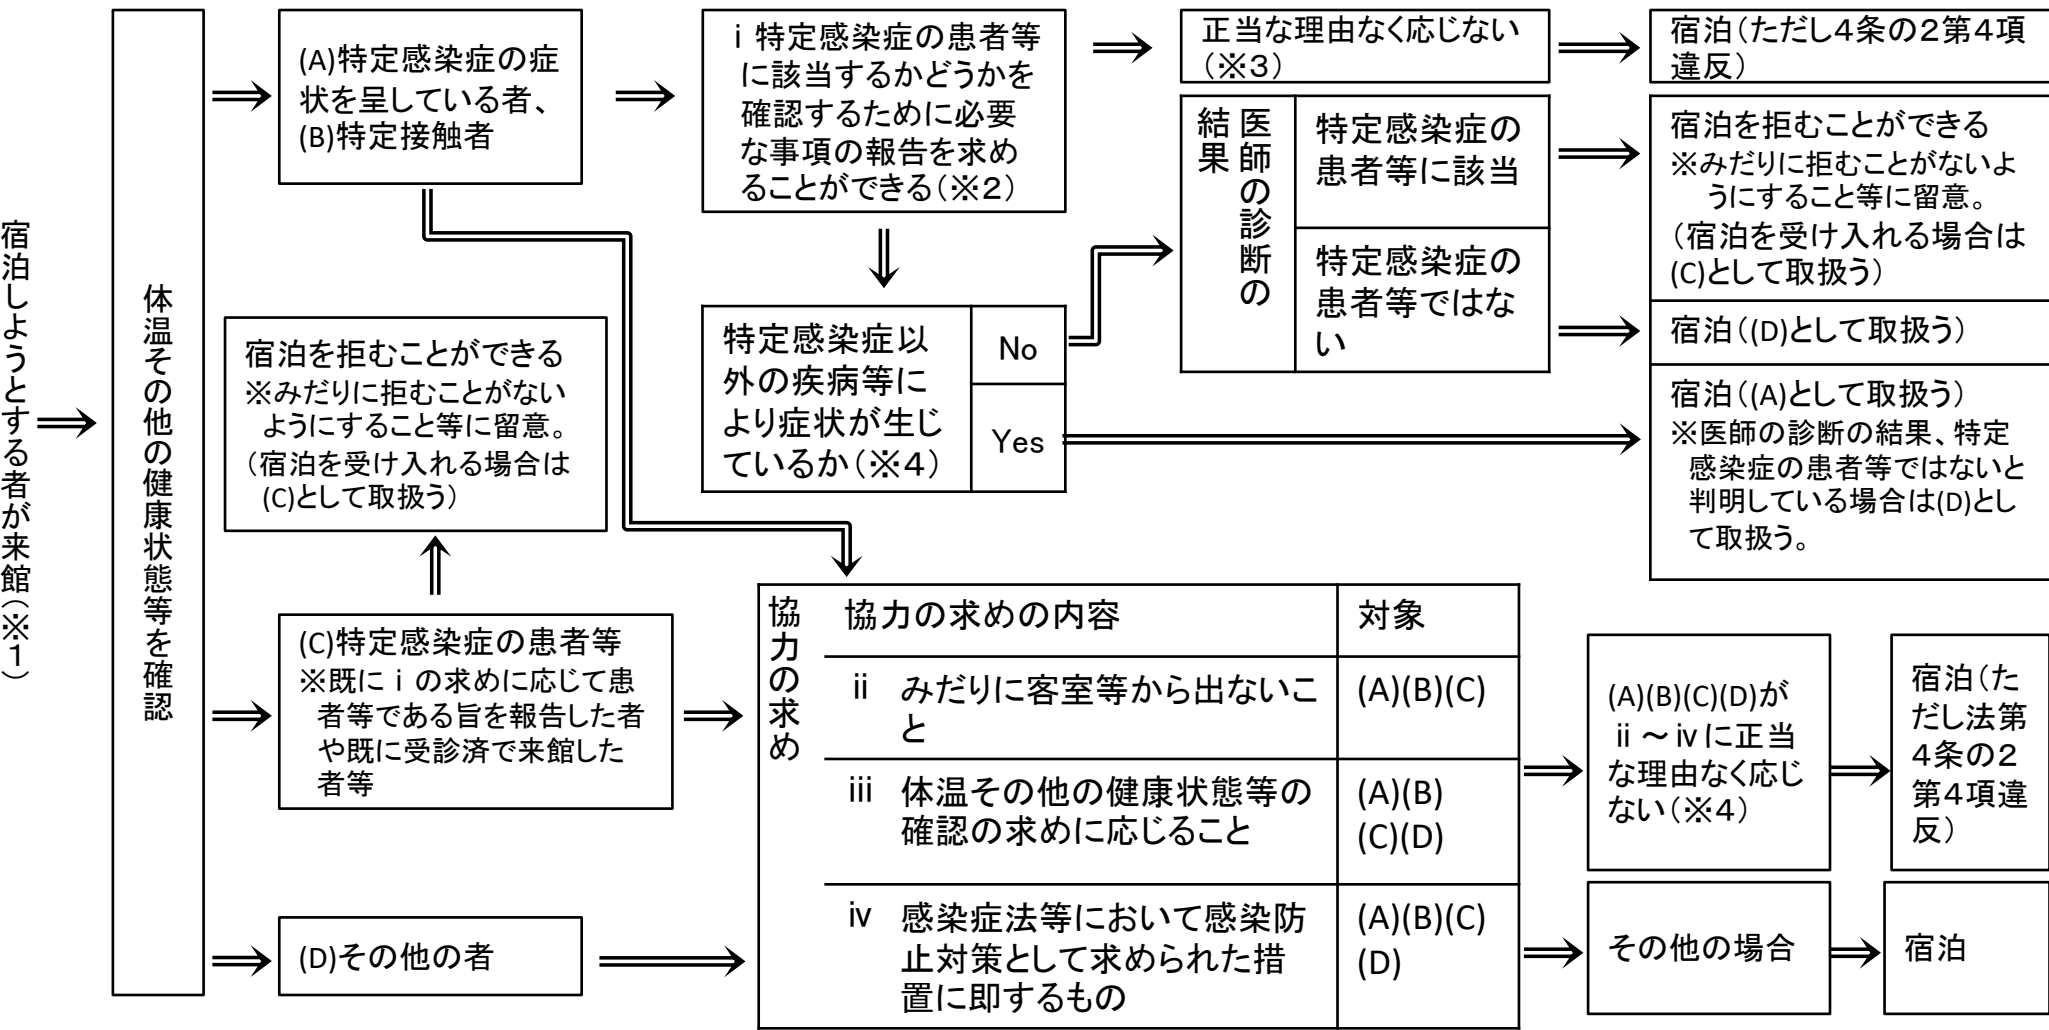 宿泊しようとする者が来館(※1)
体温その他の健康状態等を確認
(A)特定感染症の症
状を呈している者、
(B)特定接触者
ⅰ 特定感染症の患者等
に該当するかどうかを
確認するために必要
な事項の報告を求め
ることができる(※2)
正当な理由なく応じない
(※3)
宿泊(ただし4条の2第4項
違反)
医師の診断の
結果
特定感染症の
患者等に該当
宿泊を拒むことができる
※みだりに拒むことがないよ
うにすること等に留意。
(宿泊を受け入れる場合は
(C)として取扱う)
特定感染症の
患者等ではな
い
宿泊((D)として取扱う)
特定感染症以
外の疾病等に
より症状が生じ
ているか(※4)
No
Yes
宿泊((A)として取扱う)
※医師の診断の結果、特定
感染症の患者等ではないと
判明している場合は(D)とし
て取扱う。
宿泊を拒むことができる
※みだりに拒むことがない
ようにすること等に留意。
(宿泊を受け入れる場合は
(C)として取扱う)
(C)特定感染症の患者等
※既にⅰの求めに応じて患
者等である旨を報告した者
や既に受診済で来館した
者等
(D)その他の者
協力の求め
協力の求めの内容
対象
ⅱ みだりに客室等から出ないこ
と
(A)(B)(C)
ⅲ 体温その他の健康状態等の
確認の求めに応じること
(A)(B)
(C)(D)
ⅳ 感染症法等において感染防
止対策として求められた措
置に即するもの
(A)(B)(C)
(D)
(A)(B)(C)(D)が
ⅱ~ⅳに正当
な理由なく応じ
ない(※4)
宿泊(た
だし法第
4条の2
第4項違
反)
その他の場合
宿泊